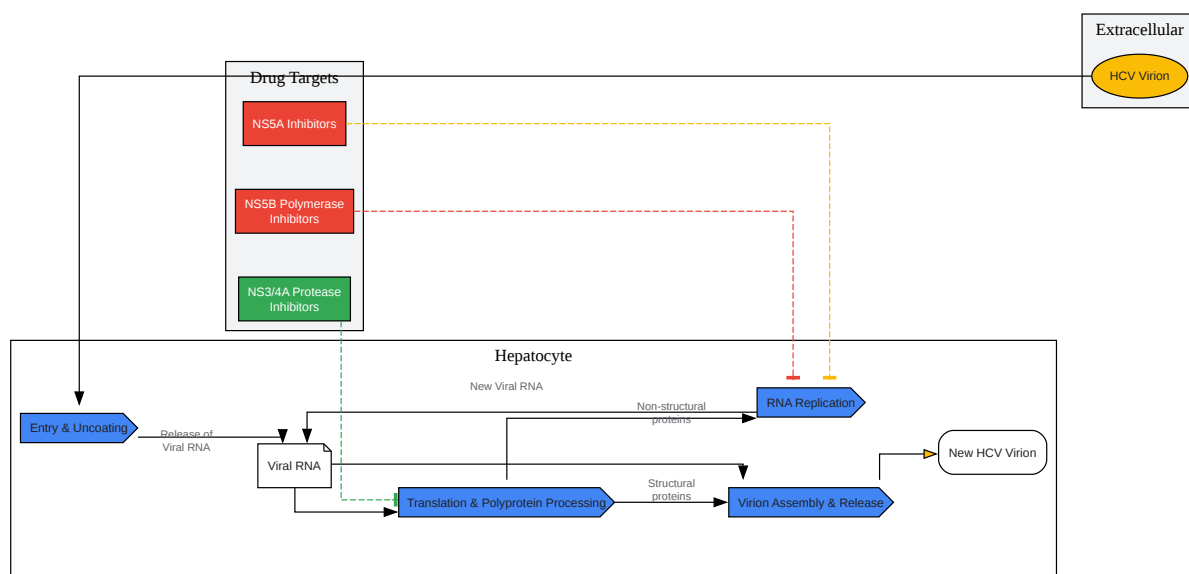 Extracellular
HCV Virion
Drug Targets
NS5A Inhibitors
NS5B Polymerase
Inhibitors
NS3/4A Protease
Inhibitors
Hepatocyte
New Viral RNA
Non-structural
proteins
RNA Replication
Entry & Uncoating
Release of
Viral RNA
Viral RNA
New HCV Virion
Structural
proteins
Translation & Polyprotein Processing
Virion Assembly & Release